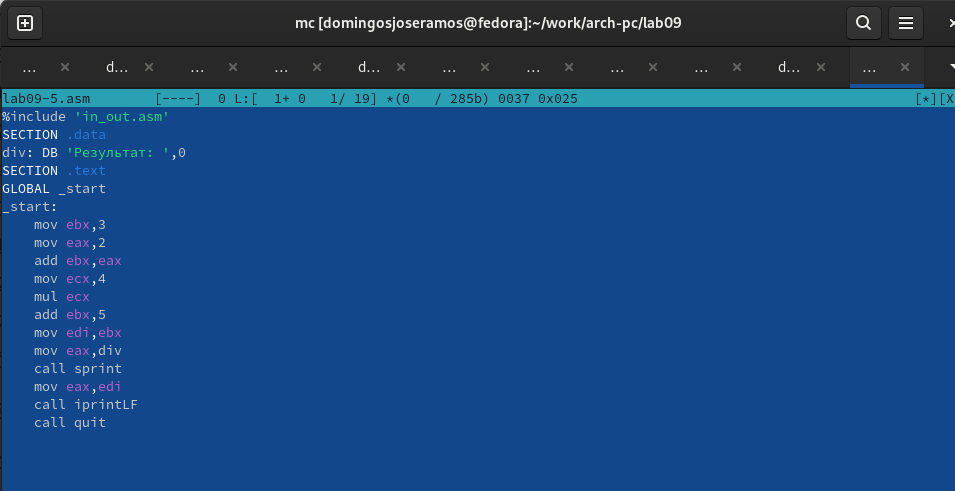 mc [domingosjoseramos@fedora]:~/work/arch-pc/lab09
... d... ... ... d... ... ... ... ... d... ...
lab09-5.asm [----] 0 L:[ 1+ 0 1/ 19] *(0 / 285b) 0037 0x025 [*][X
%include 'in_out.asm'
SECTION .data
div: DB 'Результат: ',0
SECTION .text
GLOBAL _start
_start:
mov ebx,3
mov eax,2
add ebx,eax
mov ecx,4
mul ecx
add ebx,5
mov edi,ebx
mov eax,div
call sprint
mov eax,edi
call iprintLF
call quit